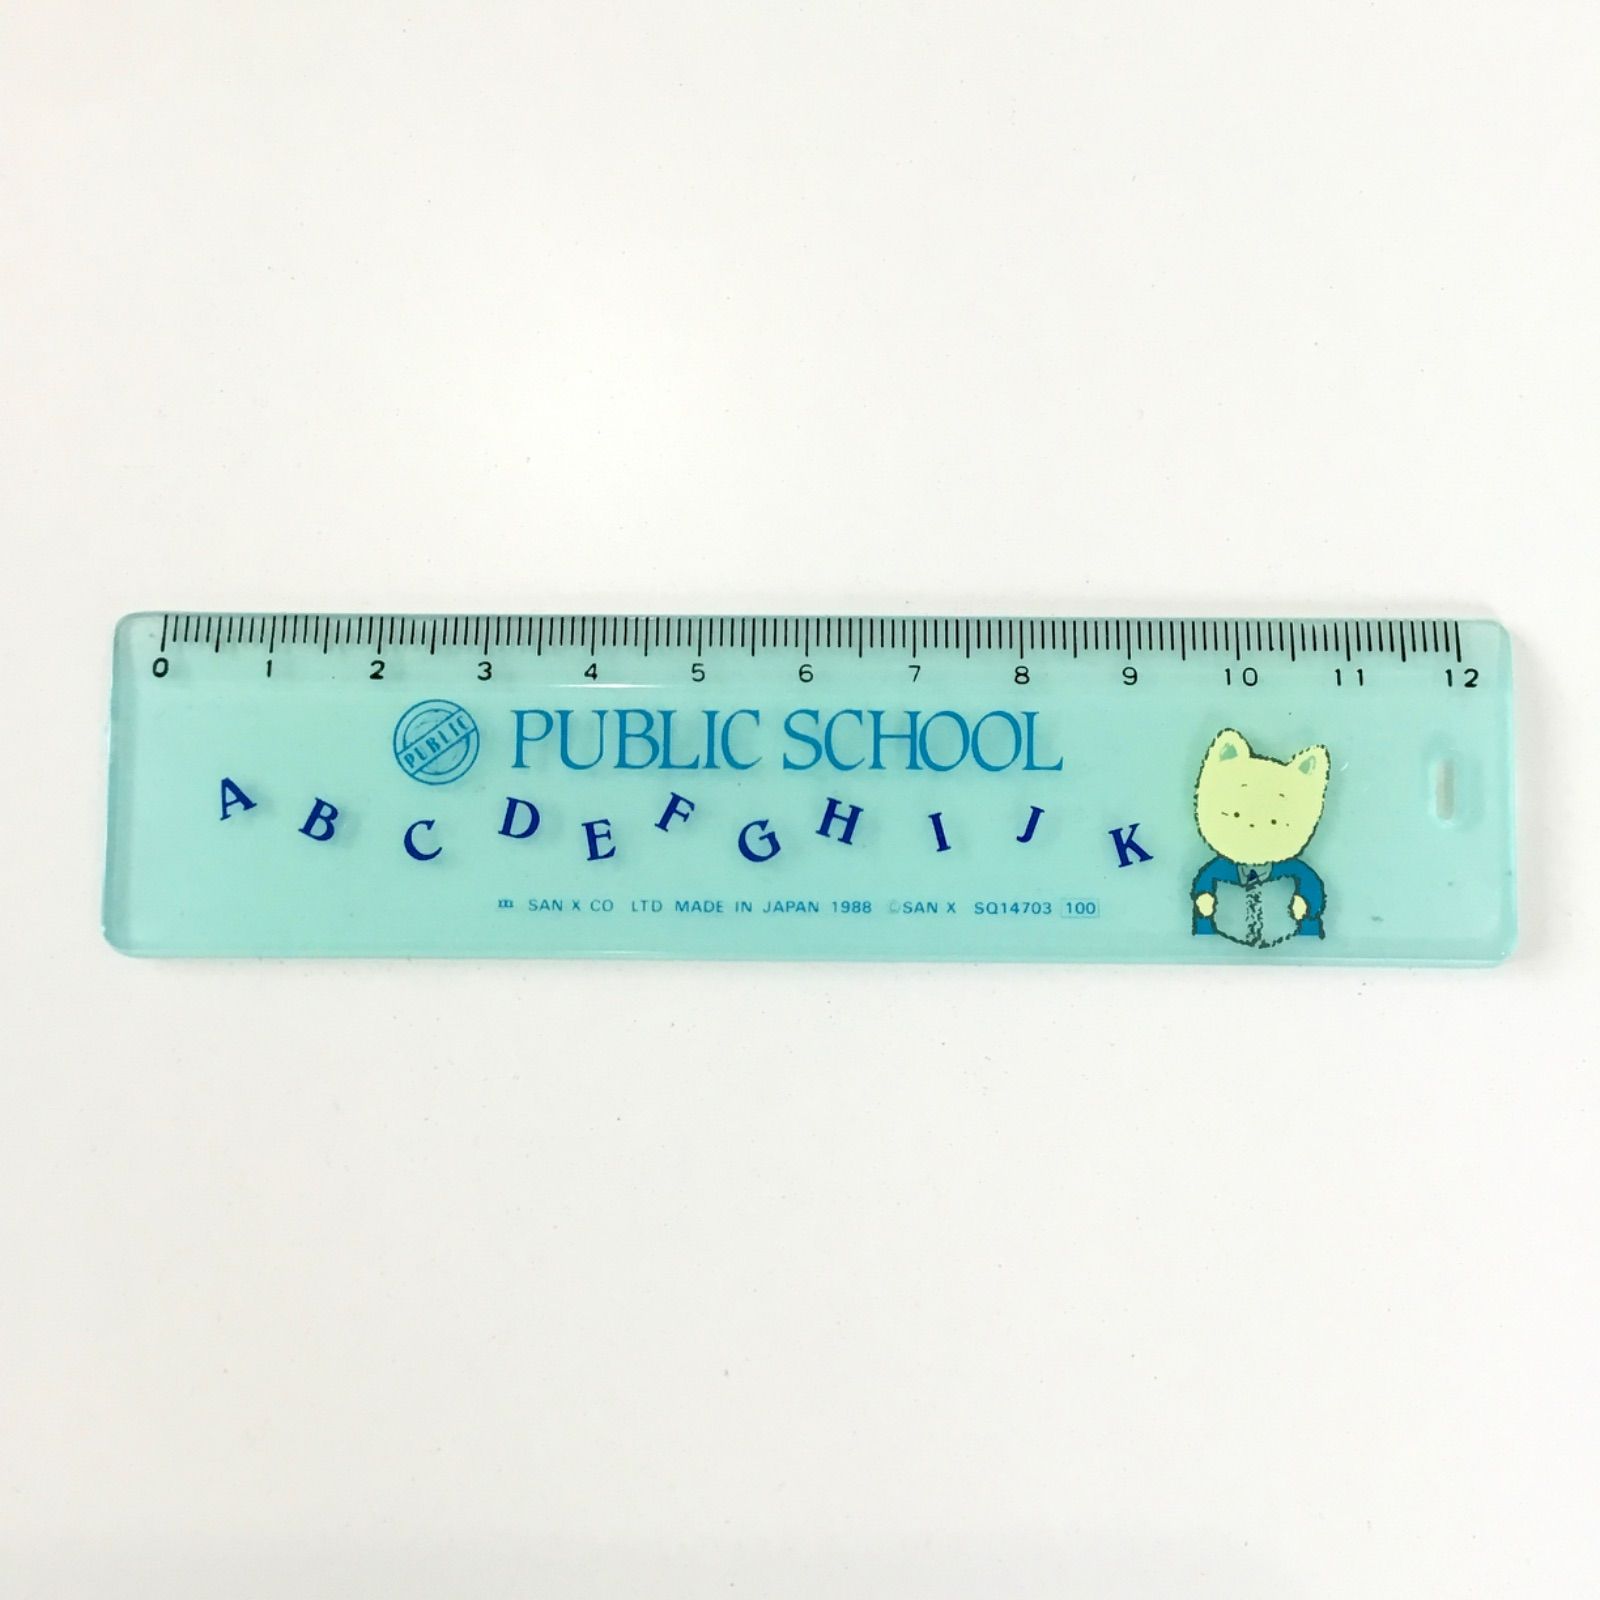 0 1 2 3 4 5 6 7 8 9 10 11 12
PUBLIC PUBLIC SCHOOL
A B C D E F G H I J K
SAN X CO LTD MADE IN JAPAN 1988 ©SAN X SQ14703 100